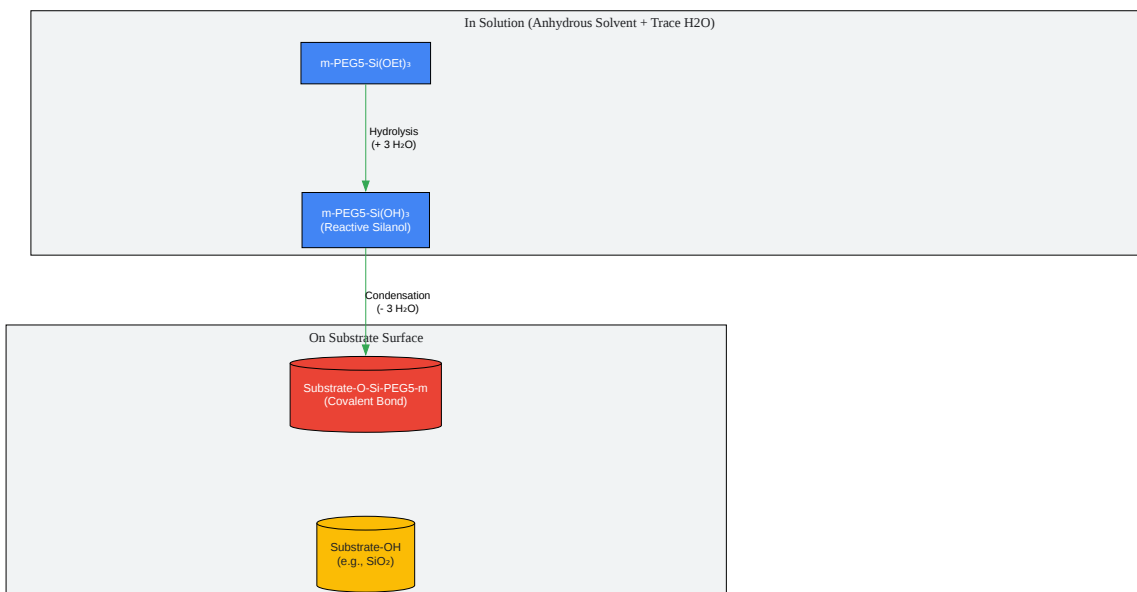 In Solution (Anhydrous Solvent + Trace H2O)
m-PEG5-Si(OEt)₃
Hydrolysis
(+ 3 H₂O)
m-PEG5-Si(OH)₃
(Reactive Silanol)
Condensation
(- 3 H₂O)
On Substrate Surface
Substrate-O-Si-PEG5-m
(Covalent Bond)
Substrate-OH
(e.g., SiO₂)